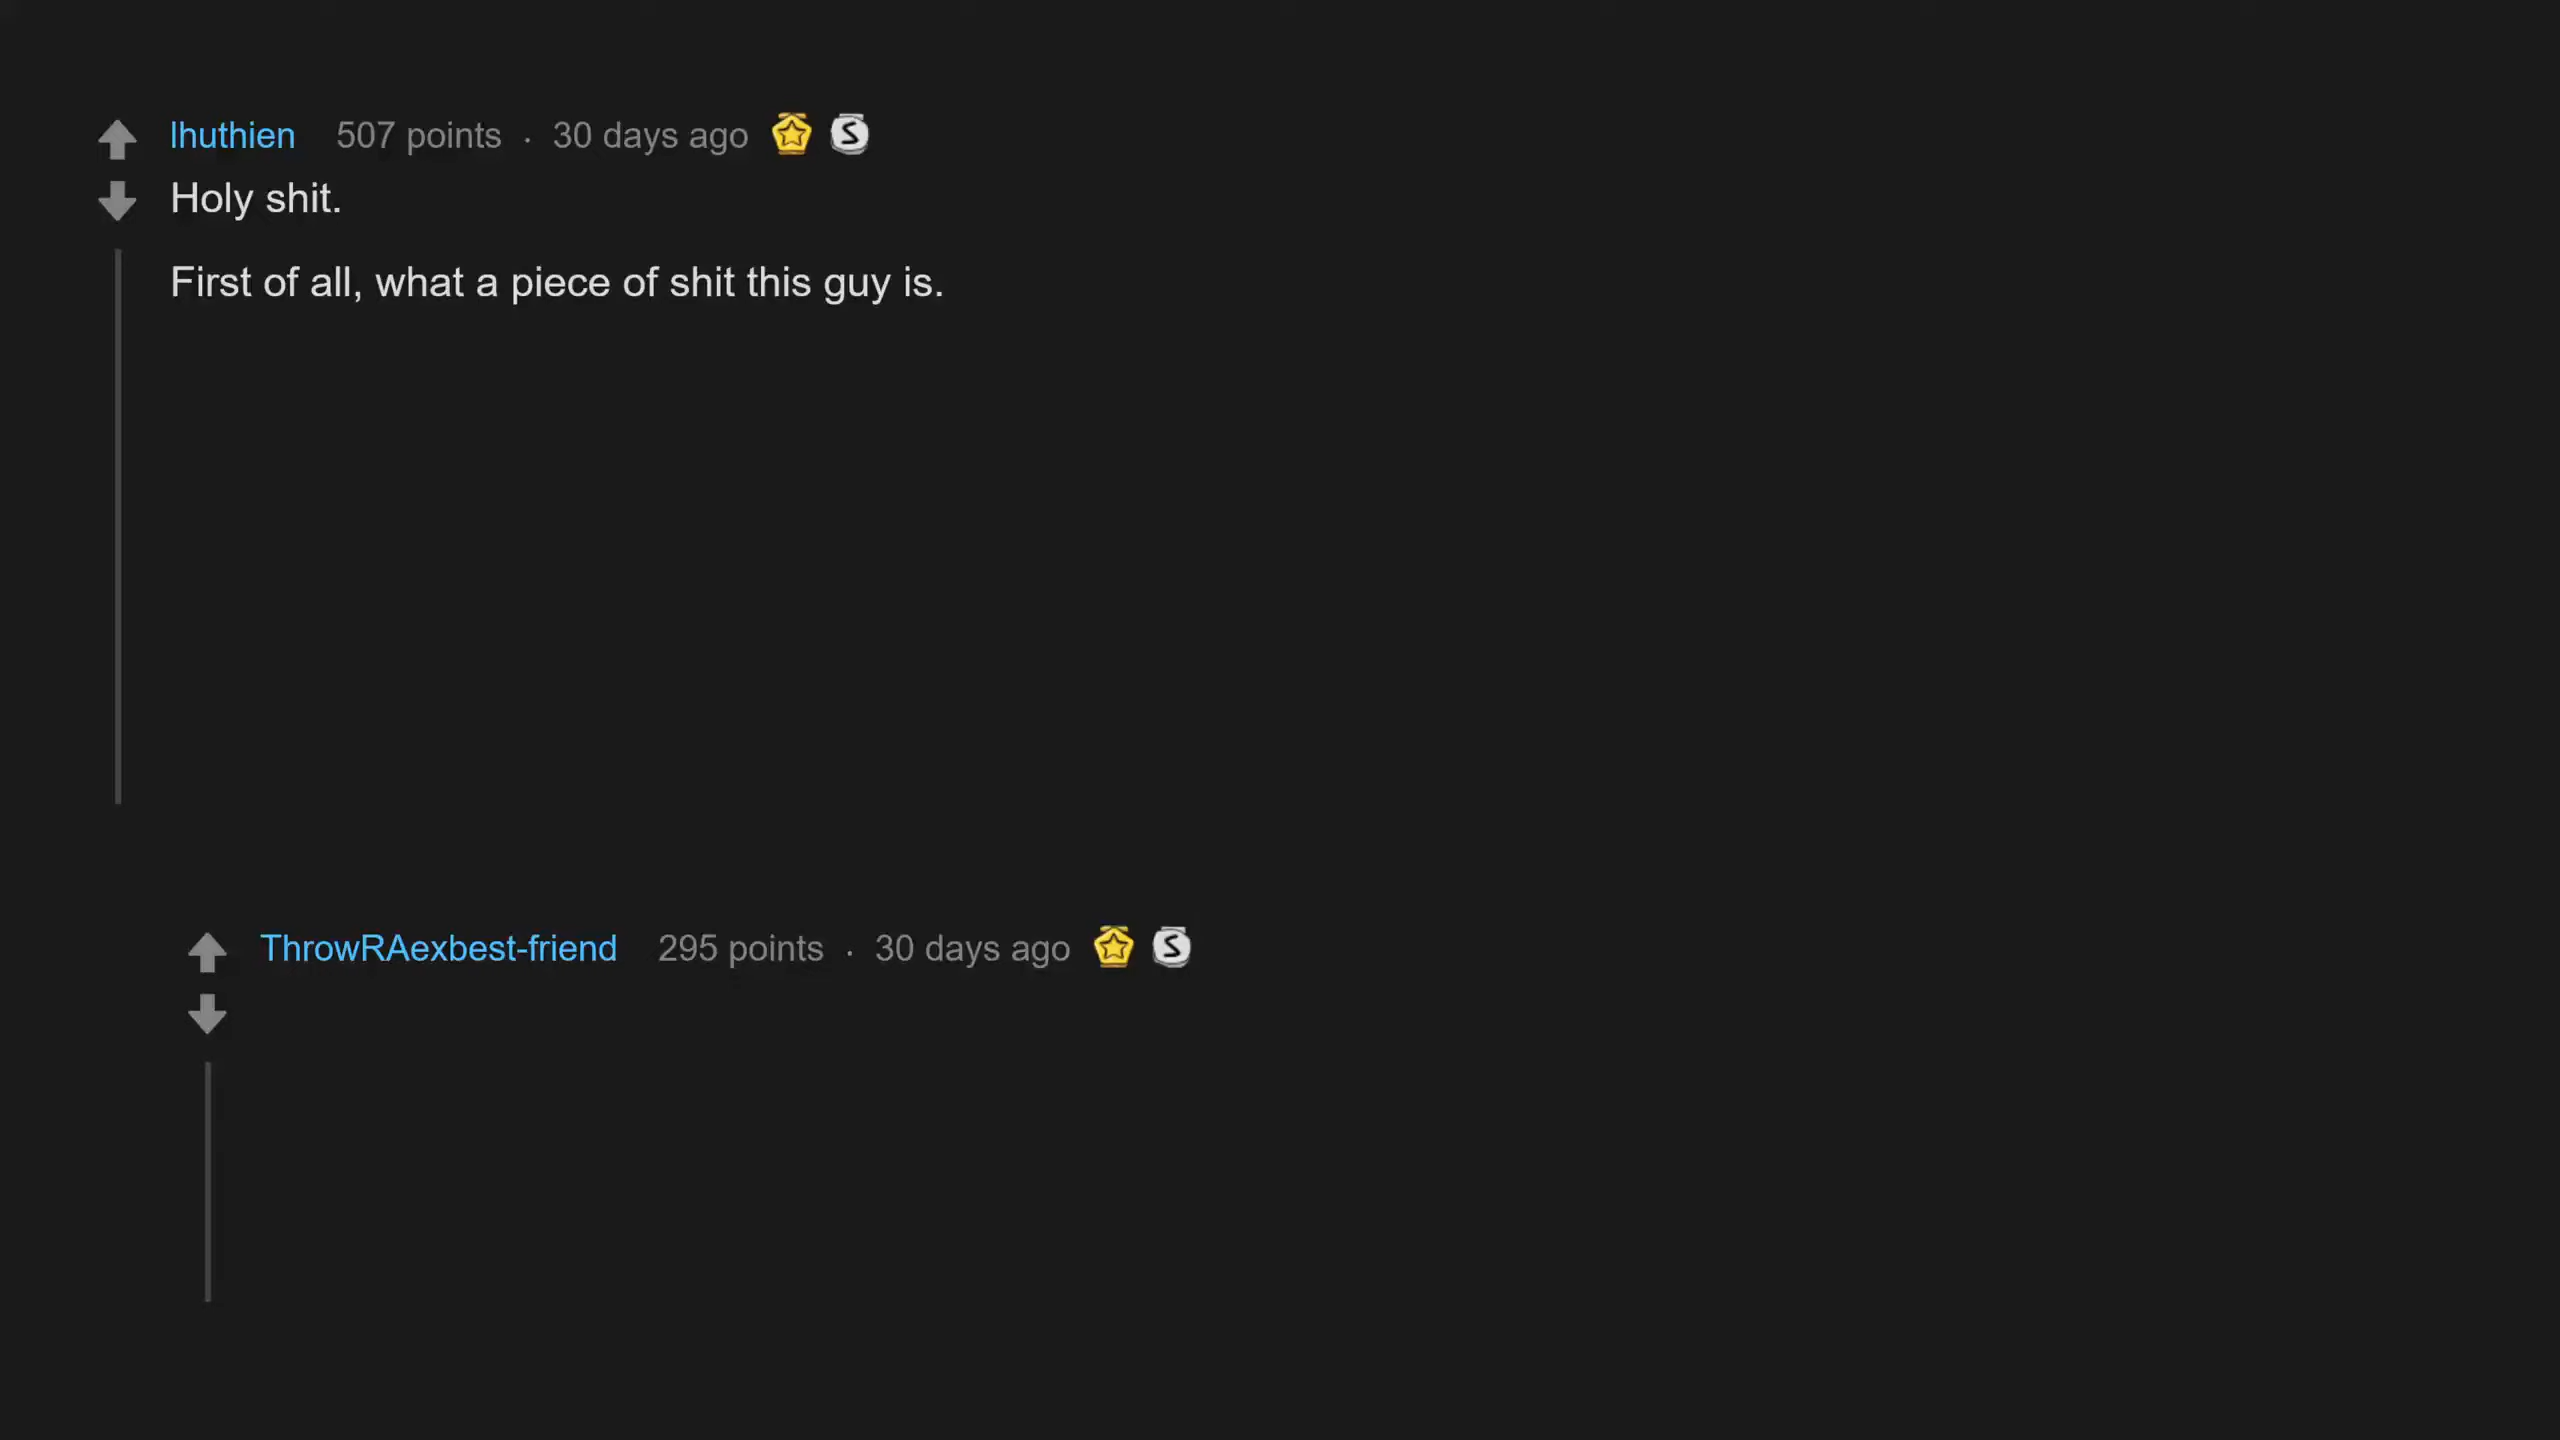 lhuthien 507 points · 30 days ago S
Holy shit.
First of all, what a piece of shit this guy is.
ThrowRAexbest-friend 295 points · 30 days ago S